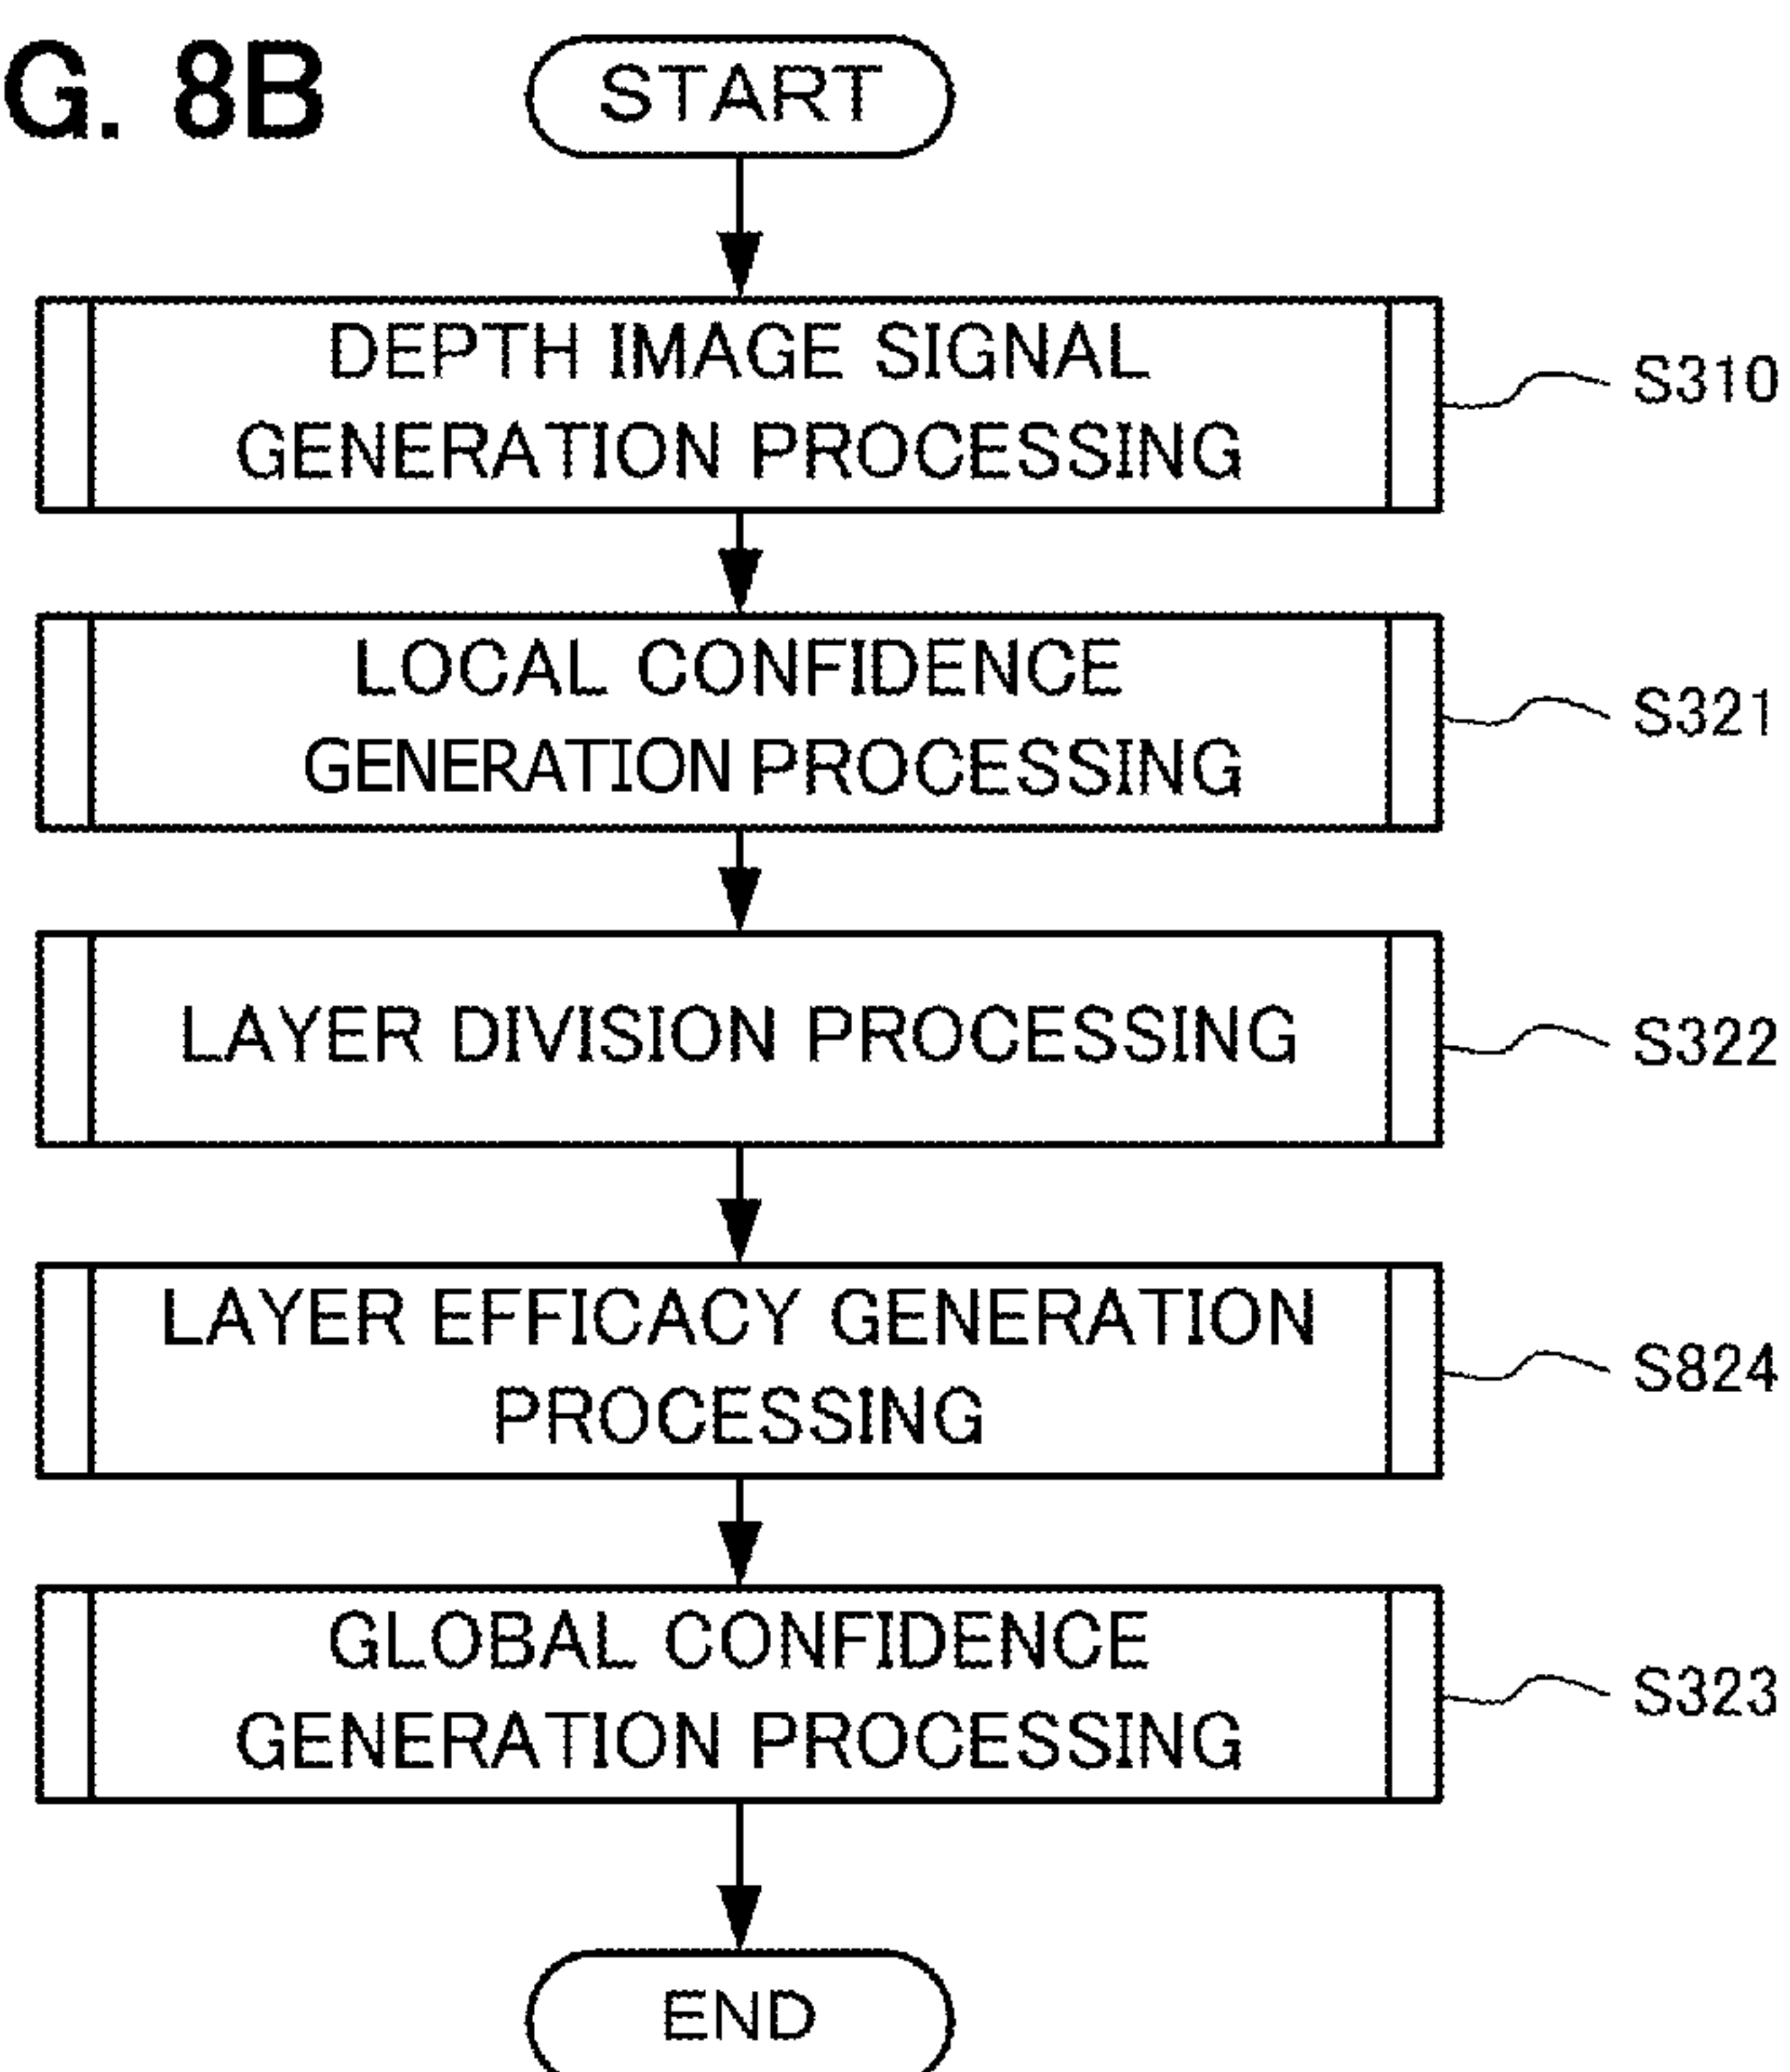 G. 8B
START
DEPTH IMAGE SIGNAL
GENERATION PROCESSING
S310
LOCAL CONFIDENCE
GENERATION PROCESSING
S321
LAYER DIVISION PROCESSING
S322
LAYER EFFICACY GENERATION
PROCESSING
S824
GLOBAL CONFIDENCE
GENERATION PROCESSING
S323
END